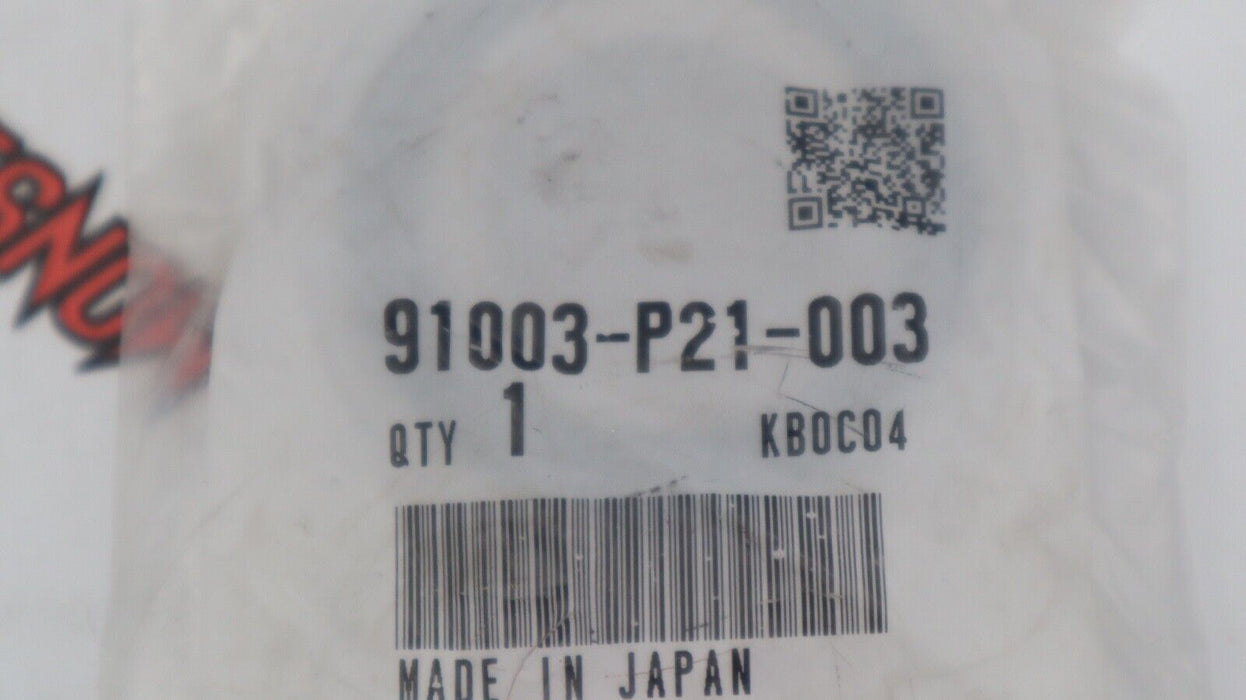 91003-P21-003
QTY 1 KB0C04
MADE IN JAPAN